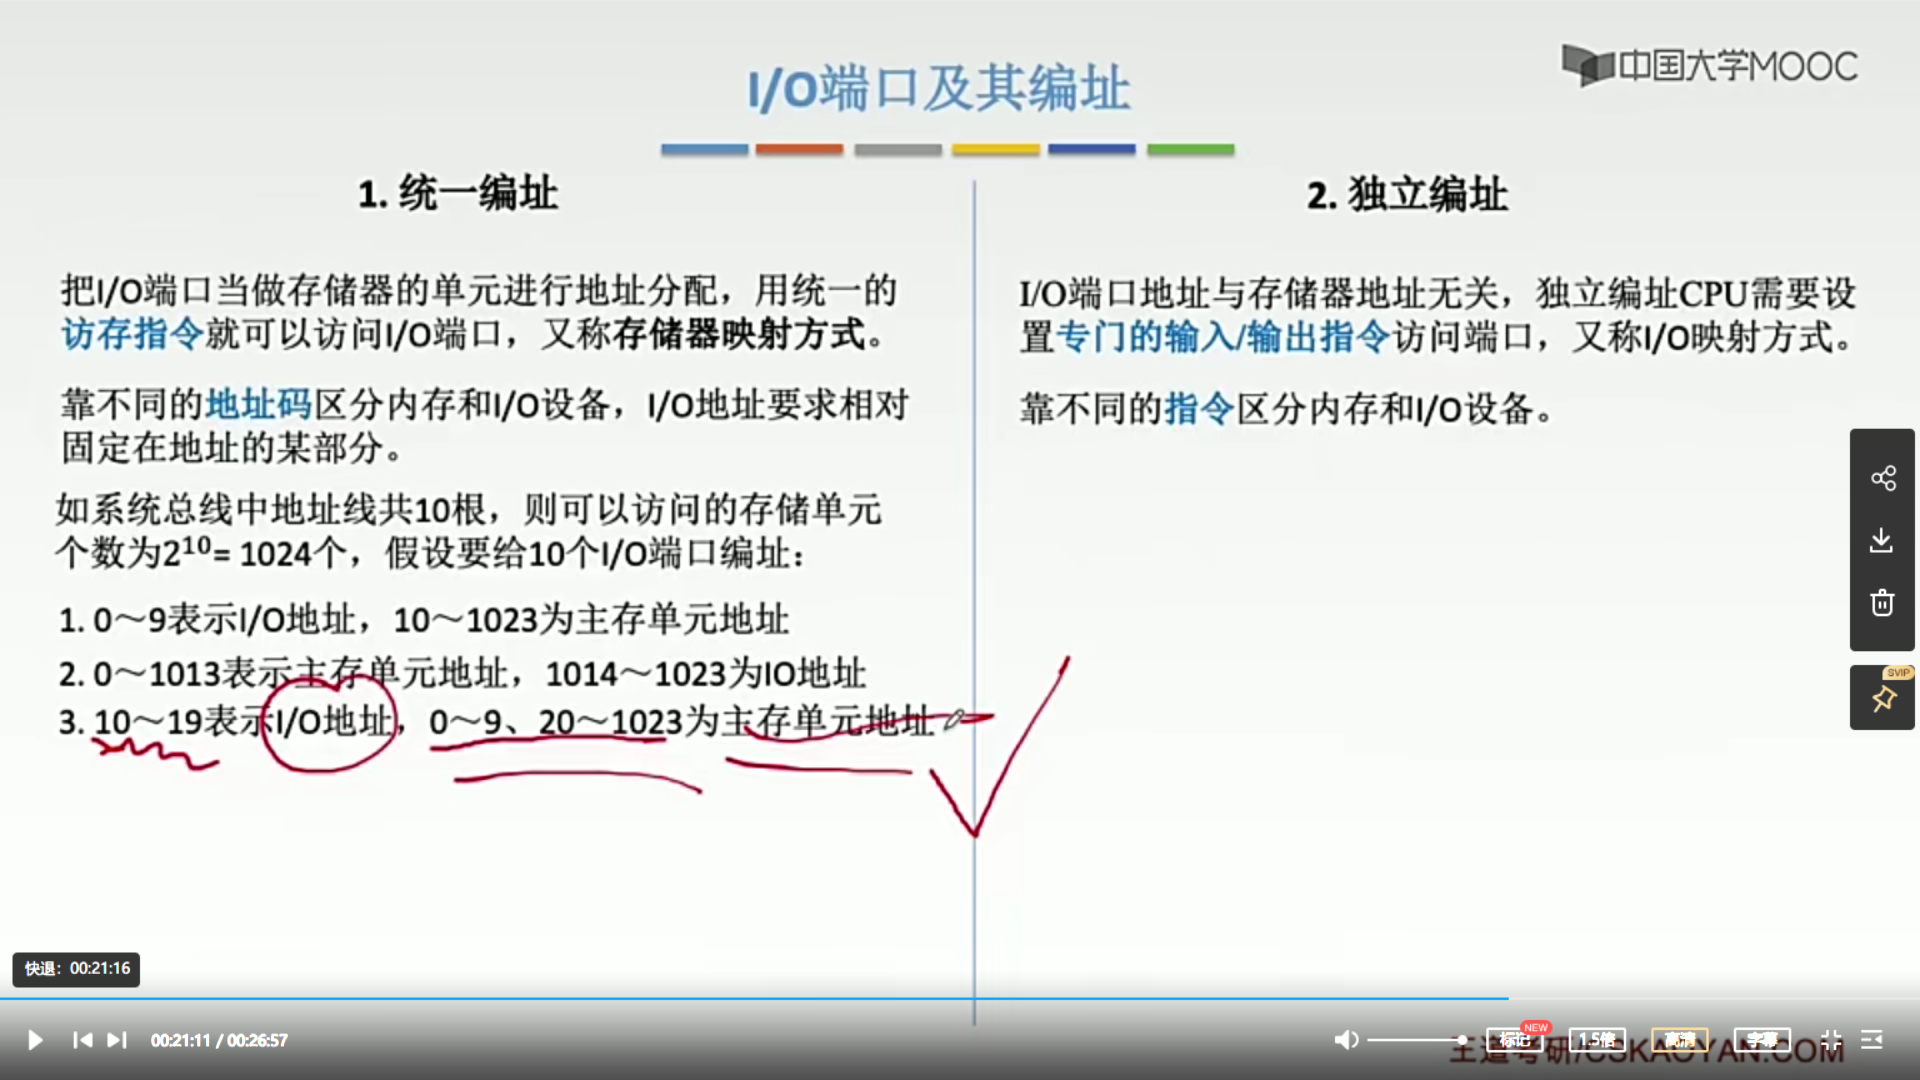 I/O端口及其编址
中国大学MOOC
1. 统一编址
把I/O端口当做存储器的单元进行地址分配，用统一的
访存指令就可以访问I/O端口，又称存储器映射方式。
靠不同的地址码区分内存和I/O设备，I/O地址要求相对
固定在地址的某部分。
如系统总线中地址线共10根，则可以访问的存储单元
个数为2¹⁰= 1024个，假设要给10个I/O端口编址：
1. 0～9表示I/O地址，10～1023为主存单元地址
2. 0～1013表示主存单元地址，1014～1023为IO地址
3. 10～19表示I/O地址，0～9、20～1023为主存单元地址
2. 独立编址
I/O端口地址与存储器地址无关，独立编址CPU需要设
置专门的输入/输出指令访问端口，又称I/O映射方式。
靠不同的指令区分内存和I/O设备。
SVIP
快退：00:21:16
00:21:11 / 00:26:57
标记
NEW
1.5倍
高清
字幕
王道考研/CSKAOYAN.COM